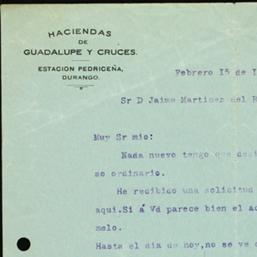 HACIENDAS
DE
GUADALUPE Y CRUCES.
ESTACION PEDRICEÑA,
DURANGO.
Febrero 15 de
Sr D Jaime Martinez del
Muy Sr mio:
Nada nuevo tengo que
so ordinario.
He recibido una solicitud
aqui.Si á Vd parece bien el
melo.
Hasta el dia de hoy,no se ve